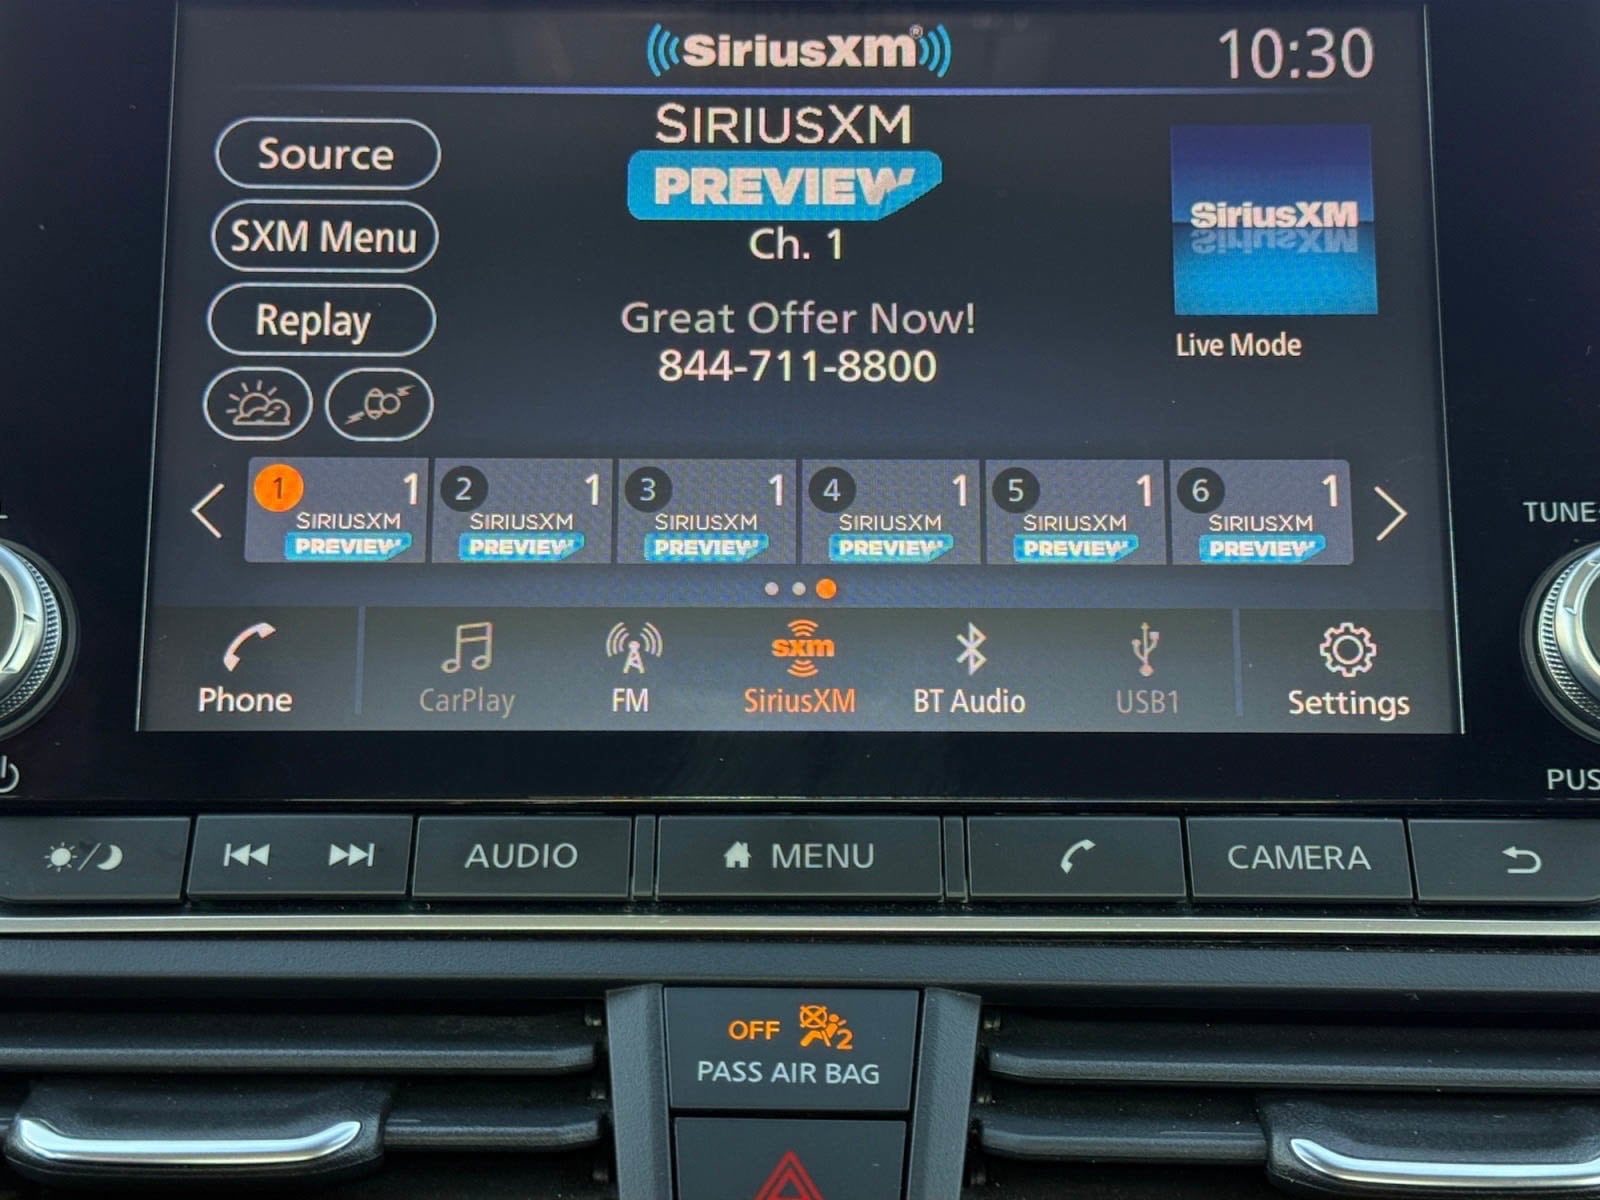 SiriusXM®
10:30
Source
SXM Menu
Replay
SIRIUSXM
PREVIEW
Ch. 1
Great Offer Now!
844-711-8800
SiriusXM
Live Mode
1 1
SIRIUSXM
PREVIEW
2 1
SIRIUSXM
PREVIEW
3 1
SIRIUSXM
PREVIEW
4 1
SIRIUSXM
PREVIEW
5 1
SIRIUSXM
PREVIEW
6 1
SIRIUSXM
PREVIEW
TUNE-
sxm
Phone
CarPlay
FM
SiriusXM
BT Audio
USB1
Settings
PUS
AUDIO
MENU
CAMERA
OFF 2
PASS AIR BAG